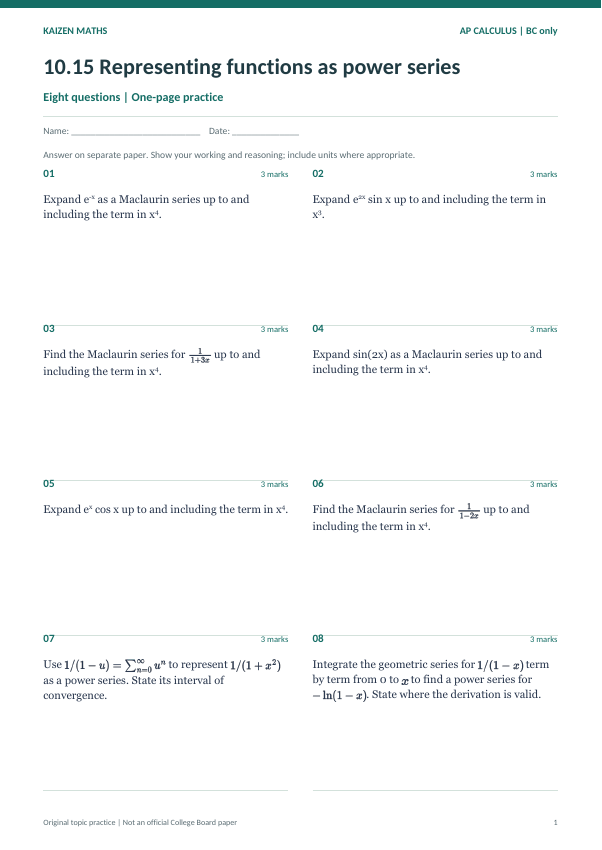 KAIZEN MATHS
AP CALCULUS | BC only
10.15 Representing functions as power series
Eight questions | One-page practice
Name: ____________________________ Date: _______________
Answer on separate paper. Show your working and reasoning; include units where appropriate.
01 3 marks
Expand e⁻ˣ as a Maclaurin series up to and
including the term in x⁴.
02 3 marks
Expand e²ˣ sin x up to and including the term in
x³.
03 3 marks
Find the Maclaurin series for 1/(1+3x) up to and
including the term in x⁴.
04 3 marks
Expand sin(2x) as a Maclaurin series up to and
including the term in x⁴.
05 3 marks
Expand eˣ cos x up to and including the term in x⁴.
06 3 marks
Find the Maclaurin series for 1/(1−2x) up to and
including the term in x⁴.
07 3 marks
Use 1/(1 − u) = ∑_{n=0}^{∞} uⁿ to represent 1/(1 + x²)
as a power series. State its interval of
convergence.
08 3 marks
Integrate the geometric series for 1/(1 − x) term
by term from 0 to x to find a power series for
− ln(1 − x). State where the derivation is valid.
Original topic practice | Not an official College Board paper
1